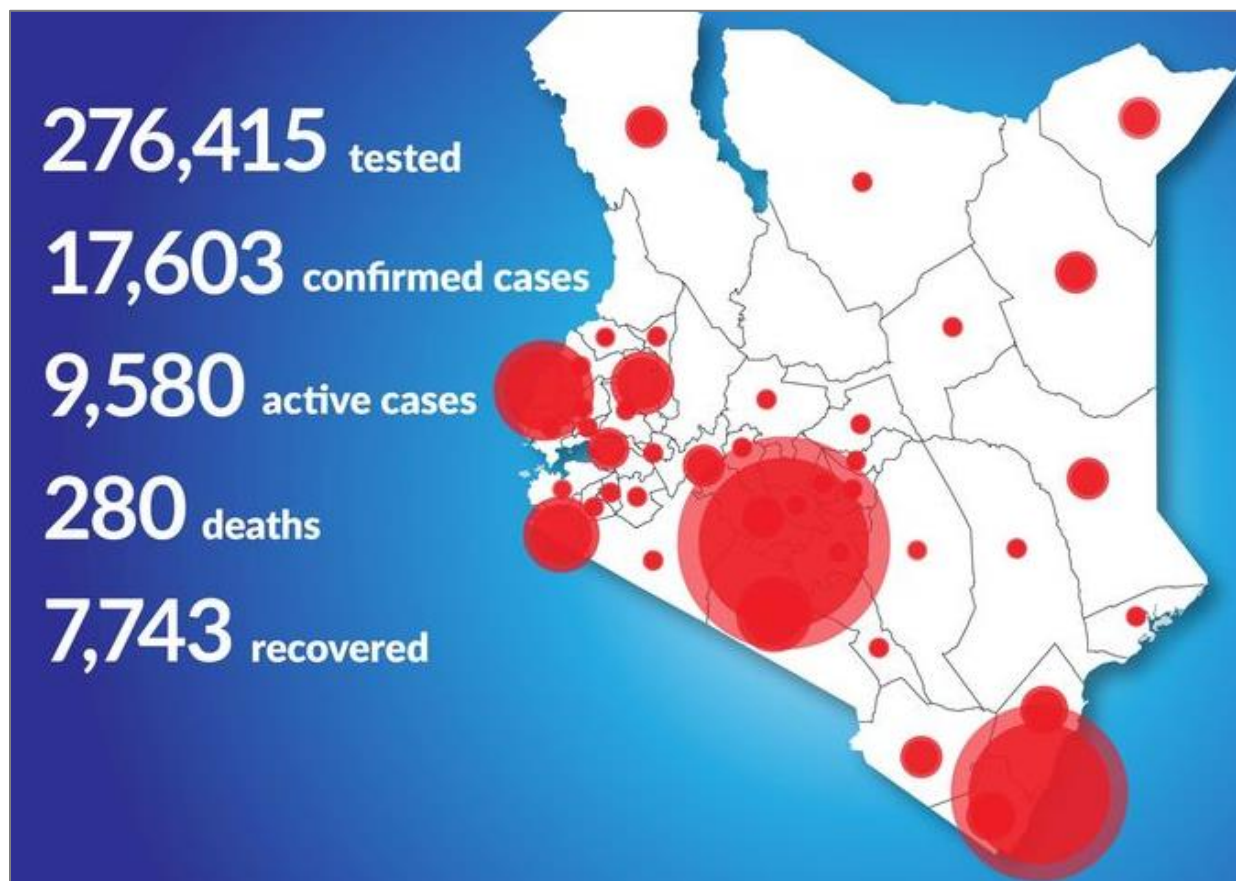 276,415 tested
17,603 confirmed cases
9,580 active cases
280 deaths
7,743 recovered